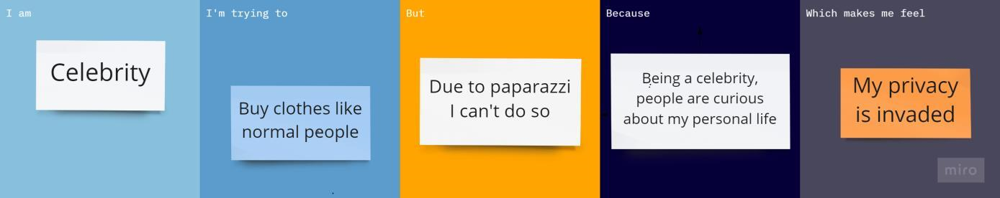 I am
Celebrity
I'm trying to
Buy clothes like
normal people
But
Due to paparazzi
I can't do so
Because
Being a celebrity,
people are curious
about my personal life
Which makes me feel
My privacy
is invaded
miro